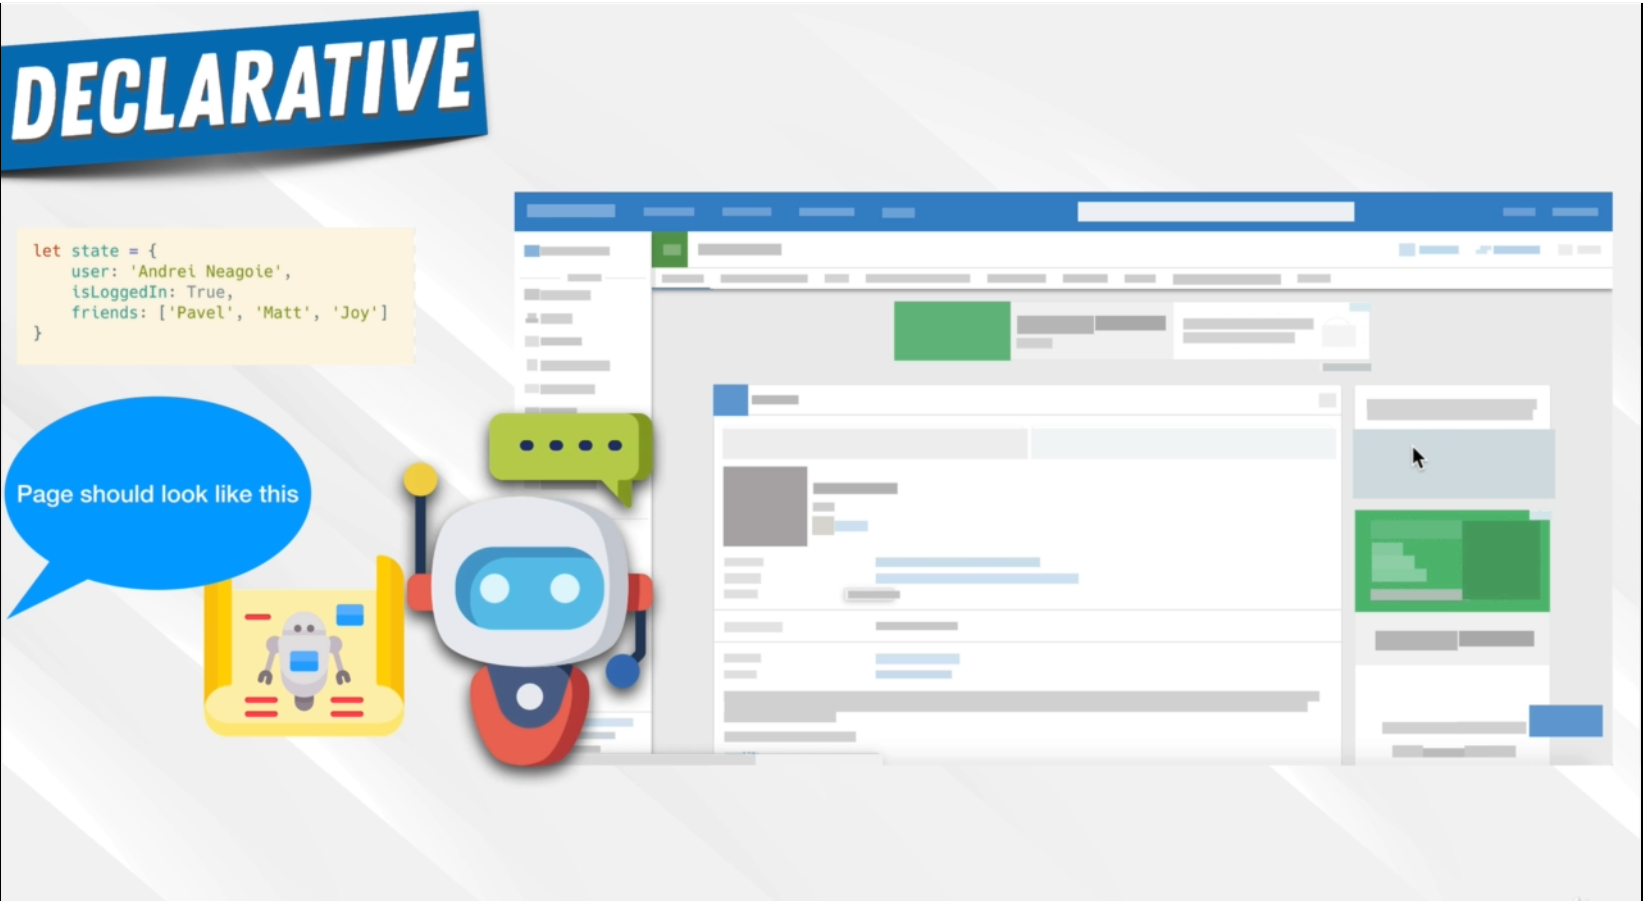 DECLARATIVE
let state = {
    user: 'Andrei Neagoie',
    isLoggedIn: True,
    friends: ['Pavel', 'Matt', 'Joy']
}
Page should look like this